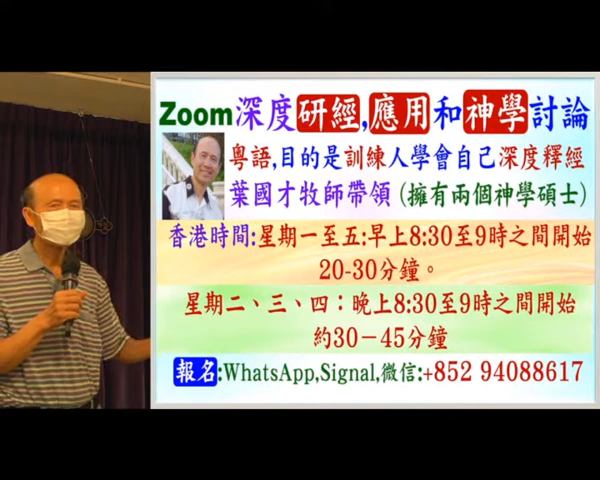 Zoom深度研經,應用和神學討論
粵語,目的是訓練人學會自己深度釋經
葉國才牧師帶領 (擁有兩個神學碩士)
香港時間:星期一至五:早上8:30至9時之間開始
20-30分鐘。
星期二、三、四：晚上8:30至9時之間開始
約30－45分鐘
報名:WhatsApp,Signal,微信:+852 94088617